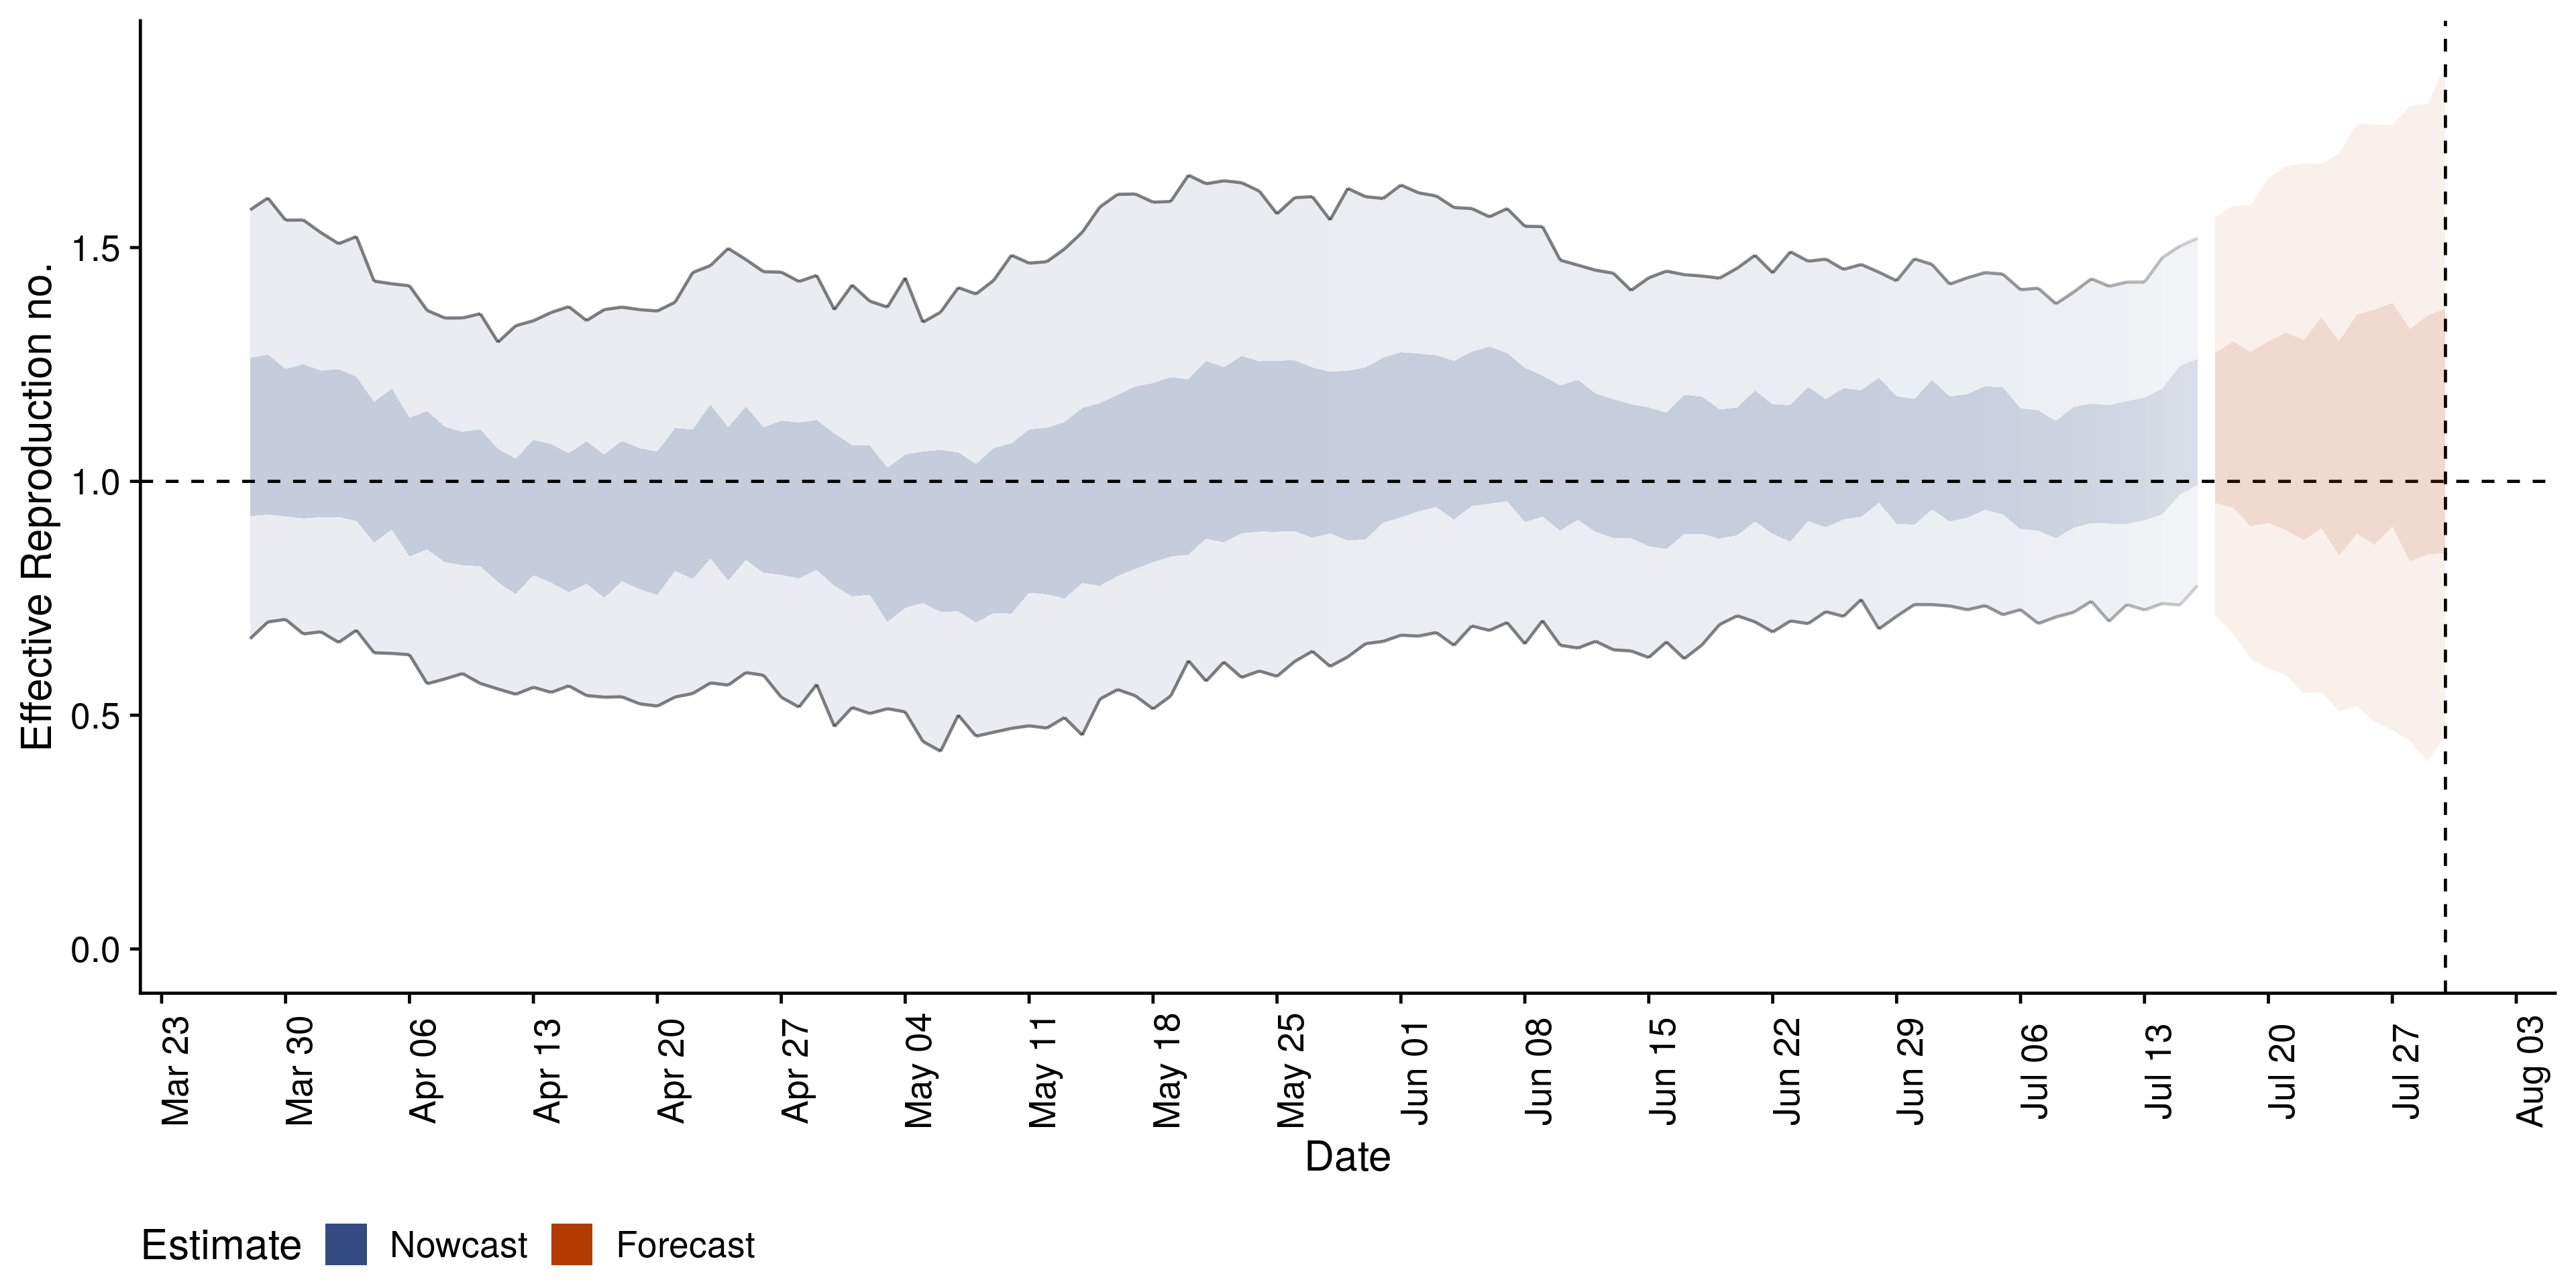 Effective Reproduction no.
1.5
1.0
0.5
0.0
Mar 23
Mar 30
Apr 06
Apr 13
Apr 20
Apr 27
May 04
May 11
May 18
May 25
Jun 01
Jun 08
Jun 15
Jun 22
Jun 29
Jul 06
Jul 13
Jul 20
Jul 27
Aug 03
Date
Estimate Nowcast Forecast